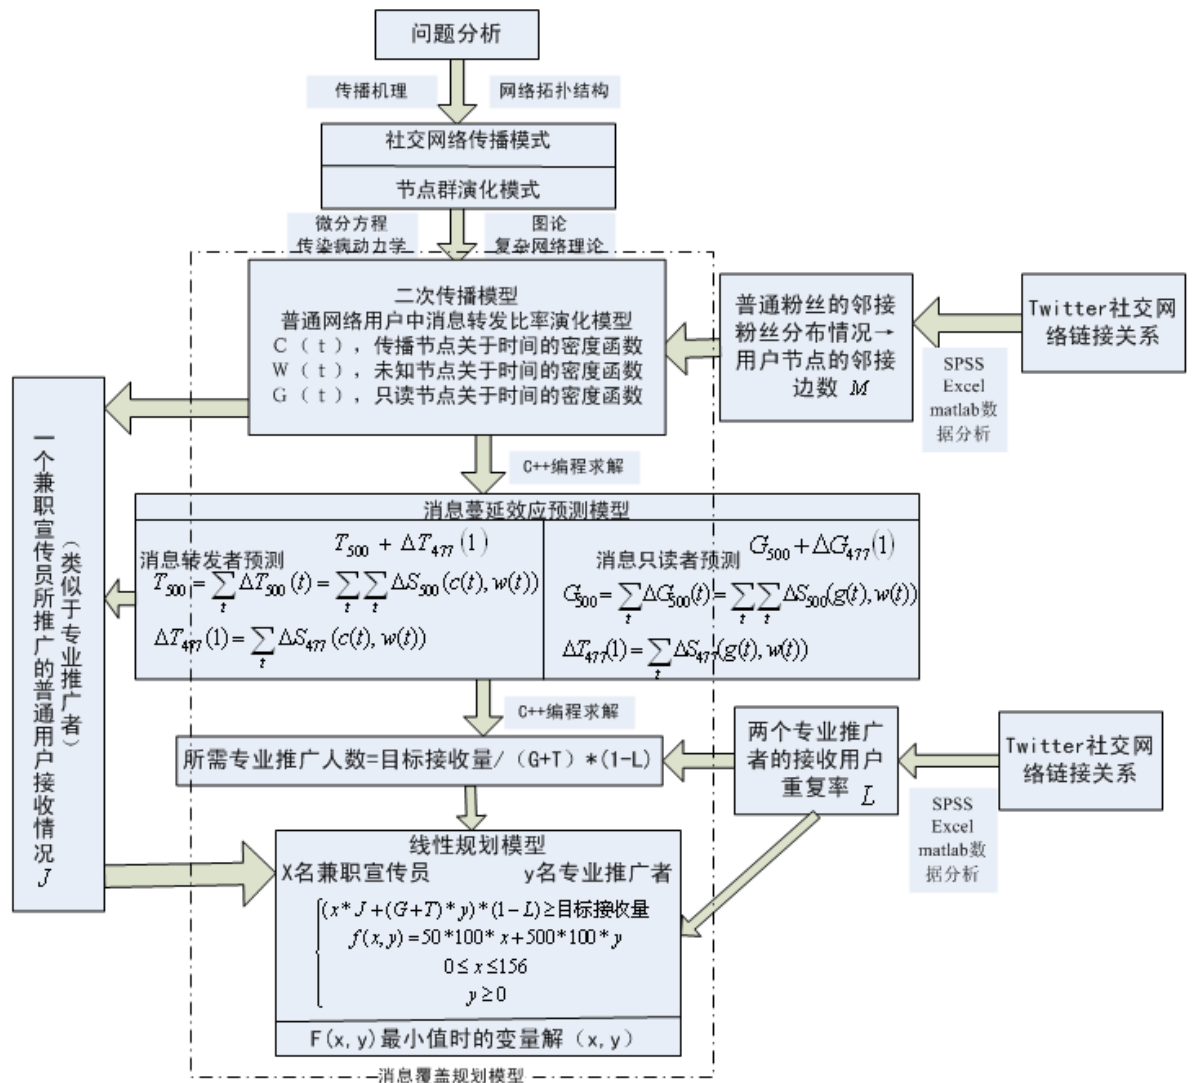 问题分析
传播机理
网络拓扑结构
社交网络传播模式
节点群演化模式
微分方程
传染病动力学
图论
复杂网络理论
二次传播模型
普通网络用户中消息转发比率演化模型
C（t），传播节点关于时间的密度函数
W（t），未知节点关于时间的密度函数
G（t），只读节点关于时间的密度函数
普通粉丝的邻接
粉丝分布情况→
用户节点的邻接
边数 M
Twitter社交网
络链接关系
SPSS
Excel
matlab数
据分析
C++编程求解
一个兼职宣传员所推广的普通用户接收情况 J
（类似于专业推广者）
消息蔓延效应预测模型
消息转发者预测
T₅₀₀ + ΔT₄₇₇(1)
T₅₀₀ = ∑t ΔT₅₀₀(t) = ∑t ∑ ΔS₅₀₀(c(t), w(t))
ΔT₄₇₇(1) = ∑t ΔS₄₇₇(c(t), w(t))
消息只读者预测
G₅₀₀ + ΔG₄₇₇(1)
G₅₀₀ = ∑t ΔG₅₀₀(t) = ∑t ∑ ΔS₅₀₀(g(t), w(t))
ΔT₄₇₇(1) = ∑t ΔS₄₇₇(g(t), w(t))
C++编程求解
所需专业推广人数=目标接收量/（G+T）*(1-L)
两个专业推广
者的接收用户
重复率 L
Twitter社交网
络链接关系
SPSS
Excel
matlab数
据分析
线性规划模型
X名兼职宣传员 y名专业推广者
(x*J+(G+T)*y)*(1-L)≥目标接收量
f(x,y)=50*100*x+500*100*y
0≤x≤156
y≥0
F(x,y)最小值时的变量解（x,y）
消息覆盖规划模型